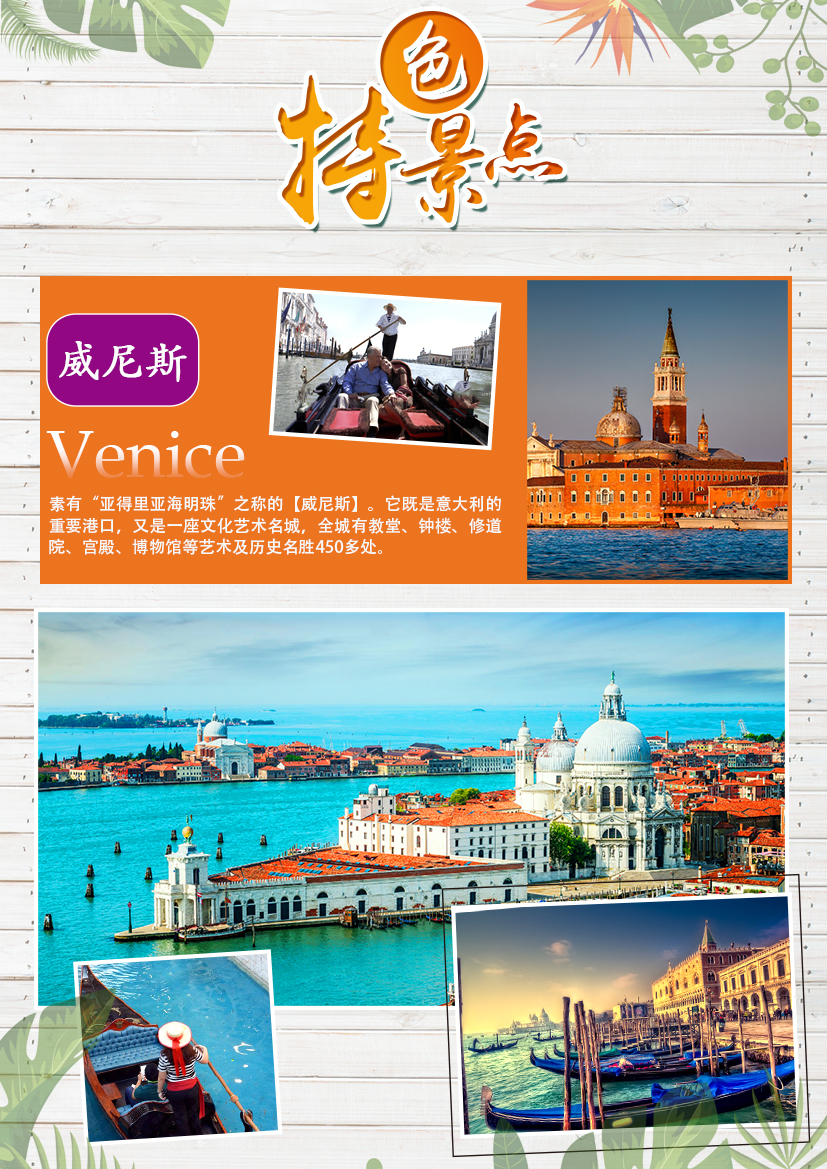 特色景点
威尼斯
Venice
素有“亚得里亚海明珠”之称的【威尼斯】。它既是意大利的
重要港口，又是一座文化艺术名城，全城有教堂、钟楼、修道
院、宫殿、博物馆等艺术及历史名胜450多处。